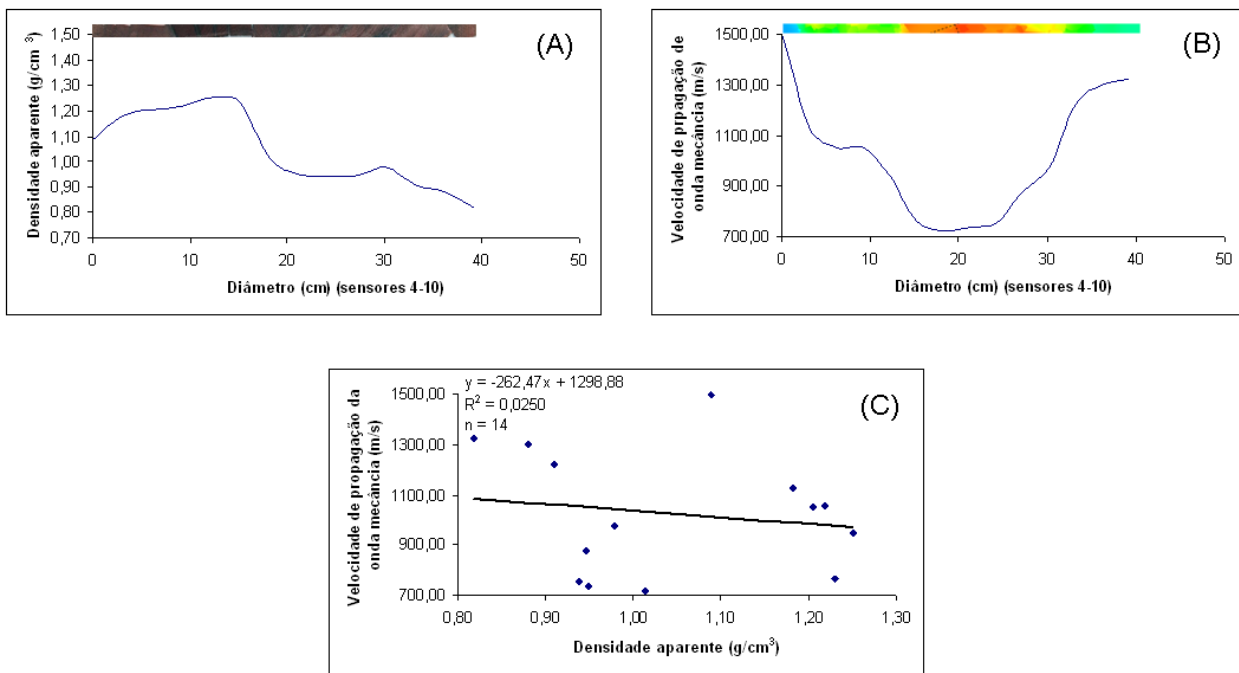 (A)
Densidade aparente (g/cm³)
1,50
1,40
1,30
1,20
1,10
1,00
0,90
0,80
0,70
0 10 20 30 40 50
Diâmetro (cm) (sensores 4-10)
(B)
Velocidade de prpagação de
onda mecância (m/s)
1500,00
1300,00
1100,00
900,00
700,00
0 10 20 30 40 50
Diâmetro (cm) (sensores 4-10)
(C)
y = -262,47x + 1298,88
R² = 0,0250
n = 14
Velocidade de propagação da
onda mecância (m/s)
1500,00
1300,00
1100,00
900,00
700,00
0,80 0,90 1,00 1,10 1,20 1,30
Densidade aparente (g/cm³)